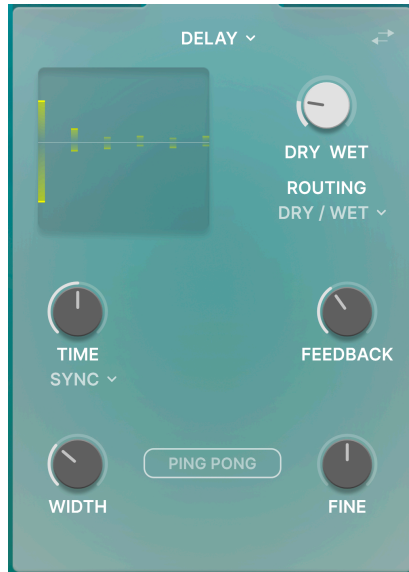 DELAY
DRY WET
ROUTING
DRY / WET
TIME
FEEDBACK
SYNC
PING PONG
WIDTH
FINE